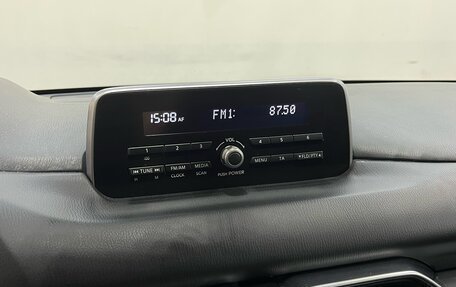 15:08 AF FM1: 87.50
1 2 3 VOL 4 5 6
TUNE FM/AM MEDIA MENU TA
H M CLOCK SCAN PUSH POWER